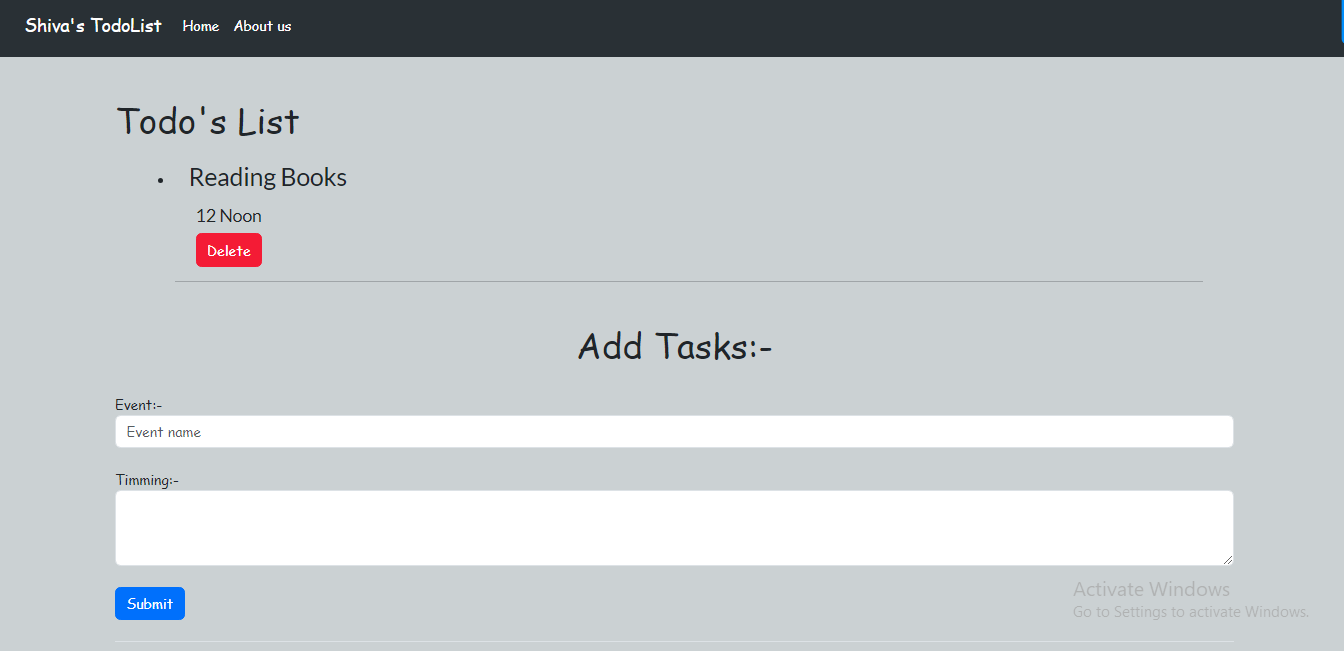 Shiva's TodoList Home About us
Todo's List
Reading Books
12 Noon
Delete
Add Tasks:-
Event:-
Event name
Timming:-
Submit
Activate Windows
Go to Settings to activate Windows.